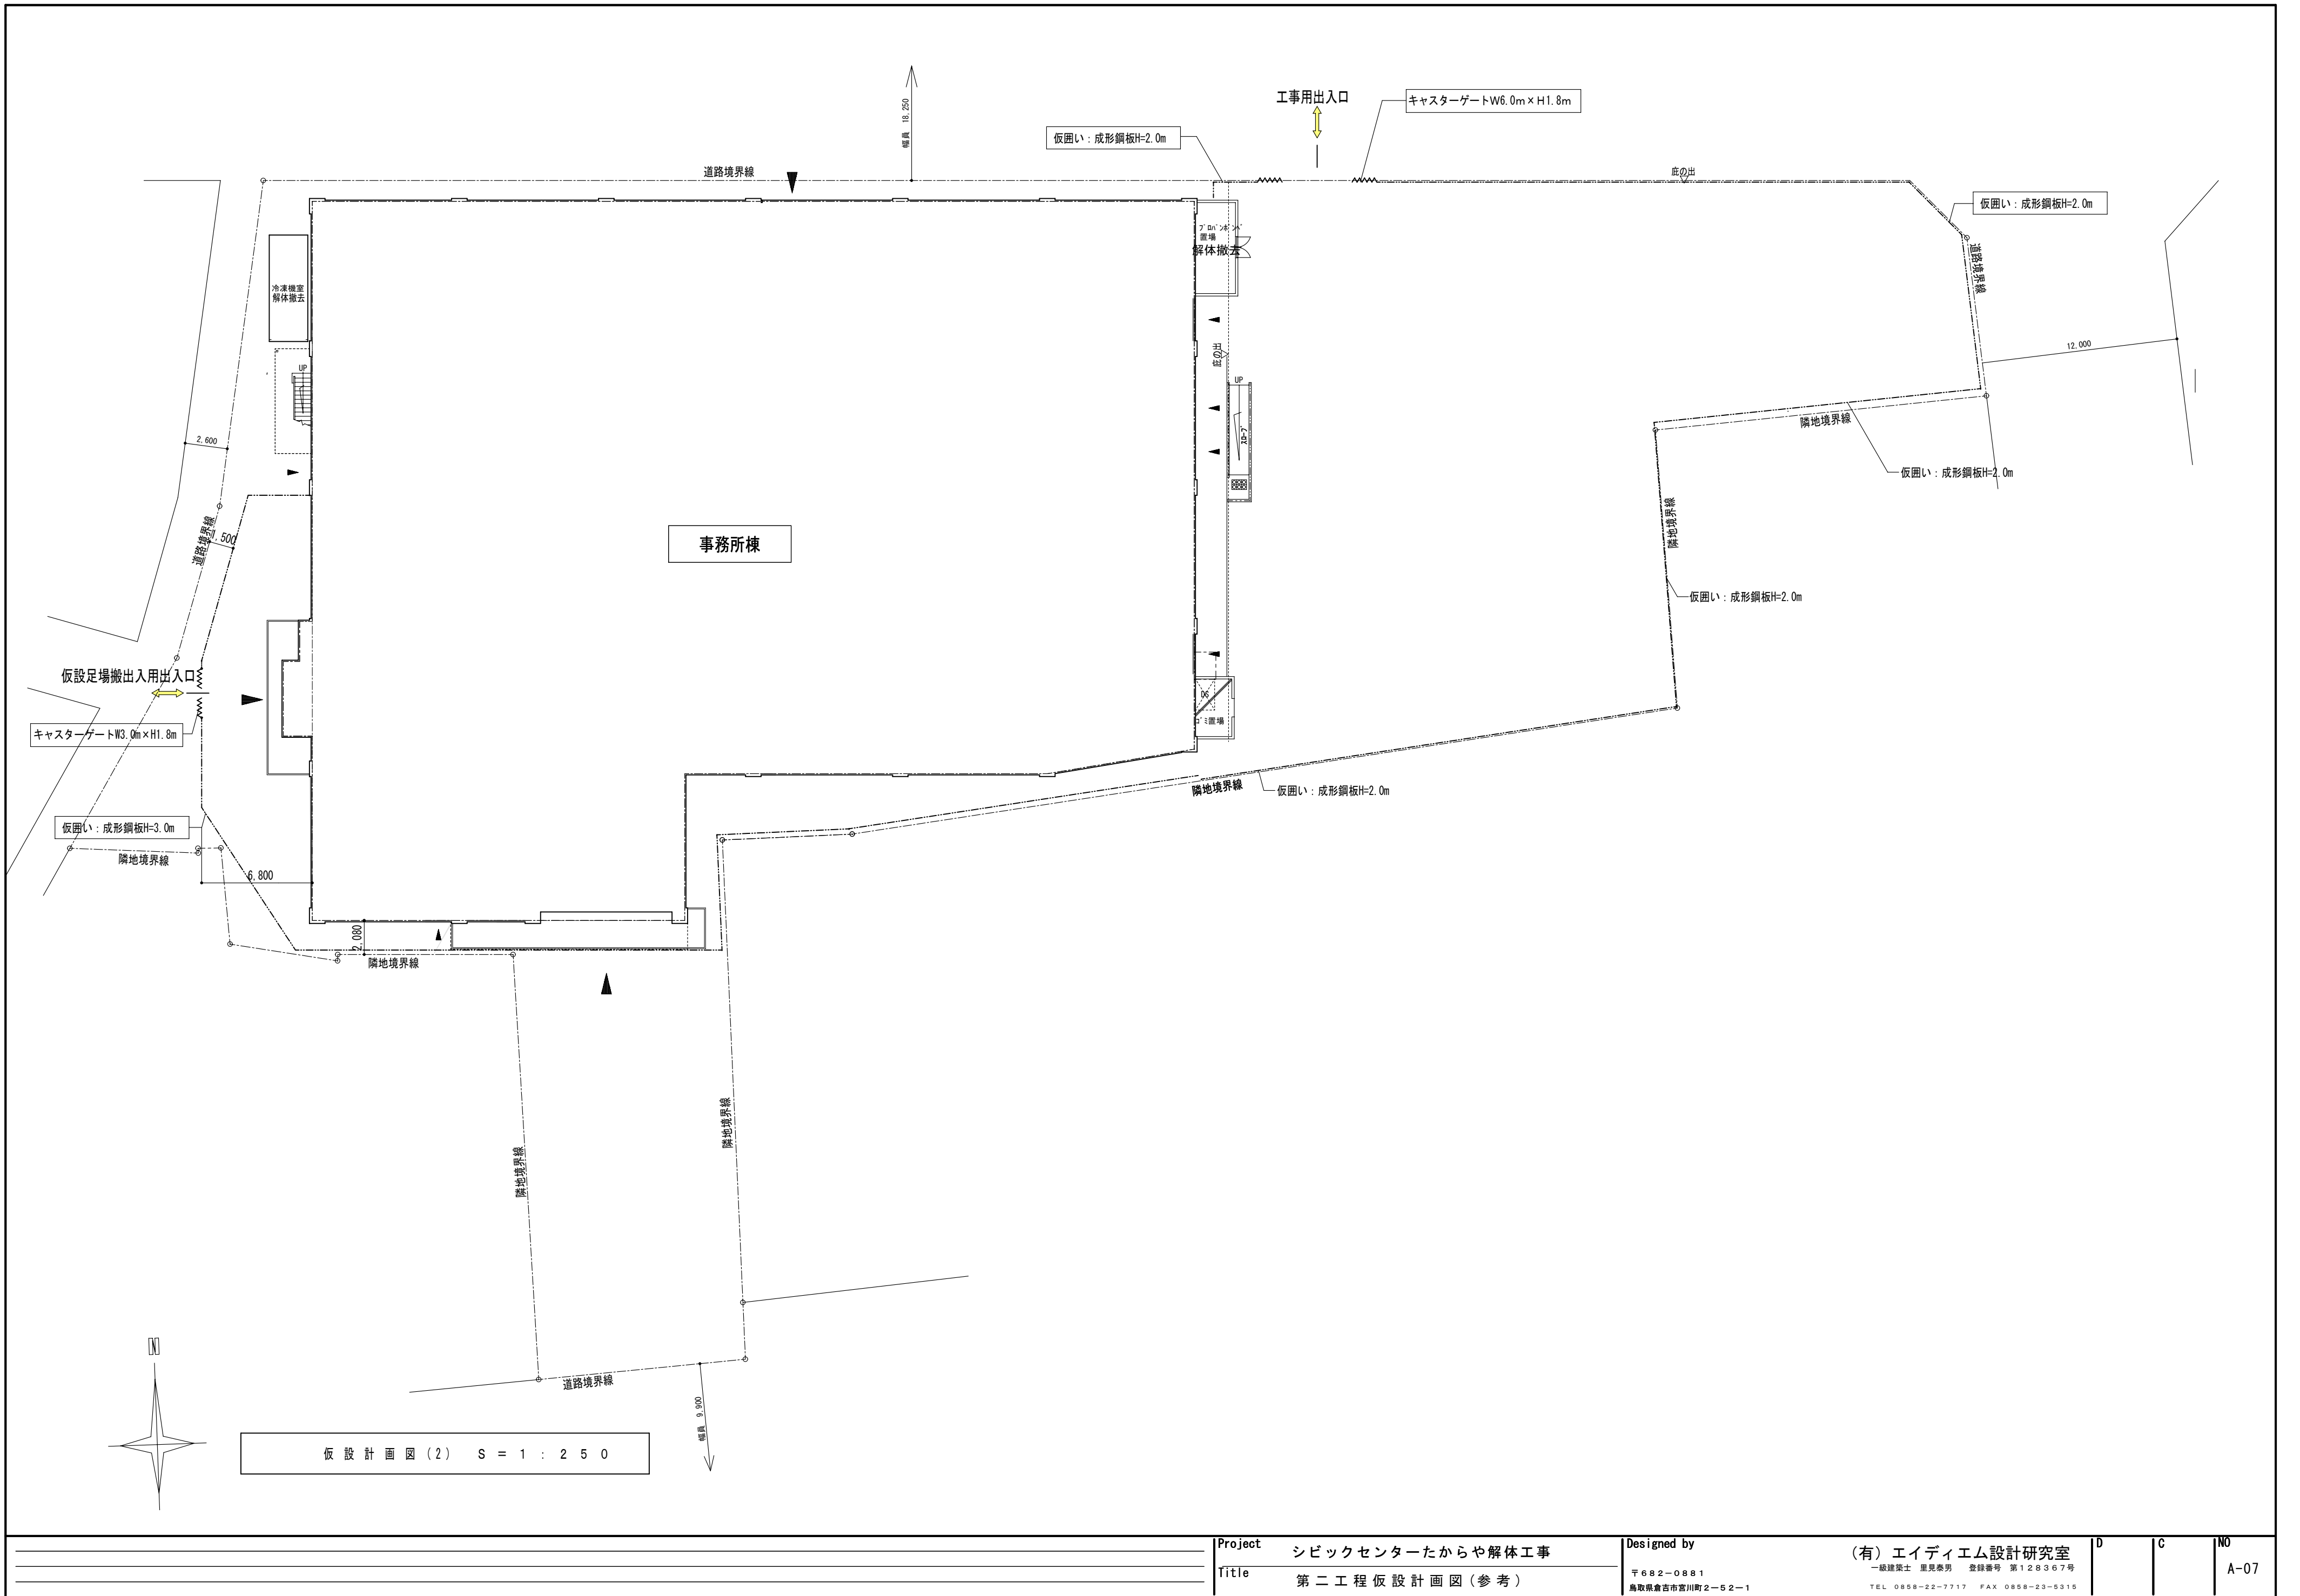 幅員 18.250
工事用出入口
キャスターゲートW6.0m×H1.8m
仮囲い：成形鋼板H=2.0m
道路境界線
庇の出
仮囲い：成形鋼板H=2.0m
道路境界線
プロパンボンベ
置場
解体撤去
冷凍機室
解体撤去
12,000
庇の出
UP
UP
スロープ
隣地境界線
2,600
仮囲い：成形鋼板H=2.0m
隣地境界線
道路境界線
.500
事務所棟
仮囲い：成形鋼板H=2.0m
仮設足場搬出入用出入口
DS
ゴミ置場
キャスターゲートW3.0m×H1.8m
隣地境界線
仮囲い：成形鋼板H=2.0m
仮囲い：成形鋼板H=3.0m
隣地境界線
6,800
2,080
隣地境界線
隣地境界線
隣地境界線
N
道路境界線
幅員 9.900
仮設計画図(2) S=1:250
Project
シビックセンターたからや解体工事
Title
第二工程仮設計画図(参考)
Designed by
〒682－0881
鳥取県倉吉市宮川町2－52－1
(有) エイディエム設計研究室
一級建築士 里見泰男 登録番号 第128367号
TEL 0858－22－7717 FAX 0858－23－5315
D
C
NO
A-07